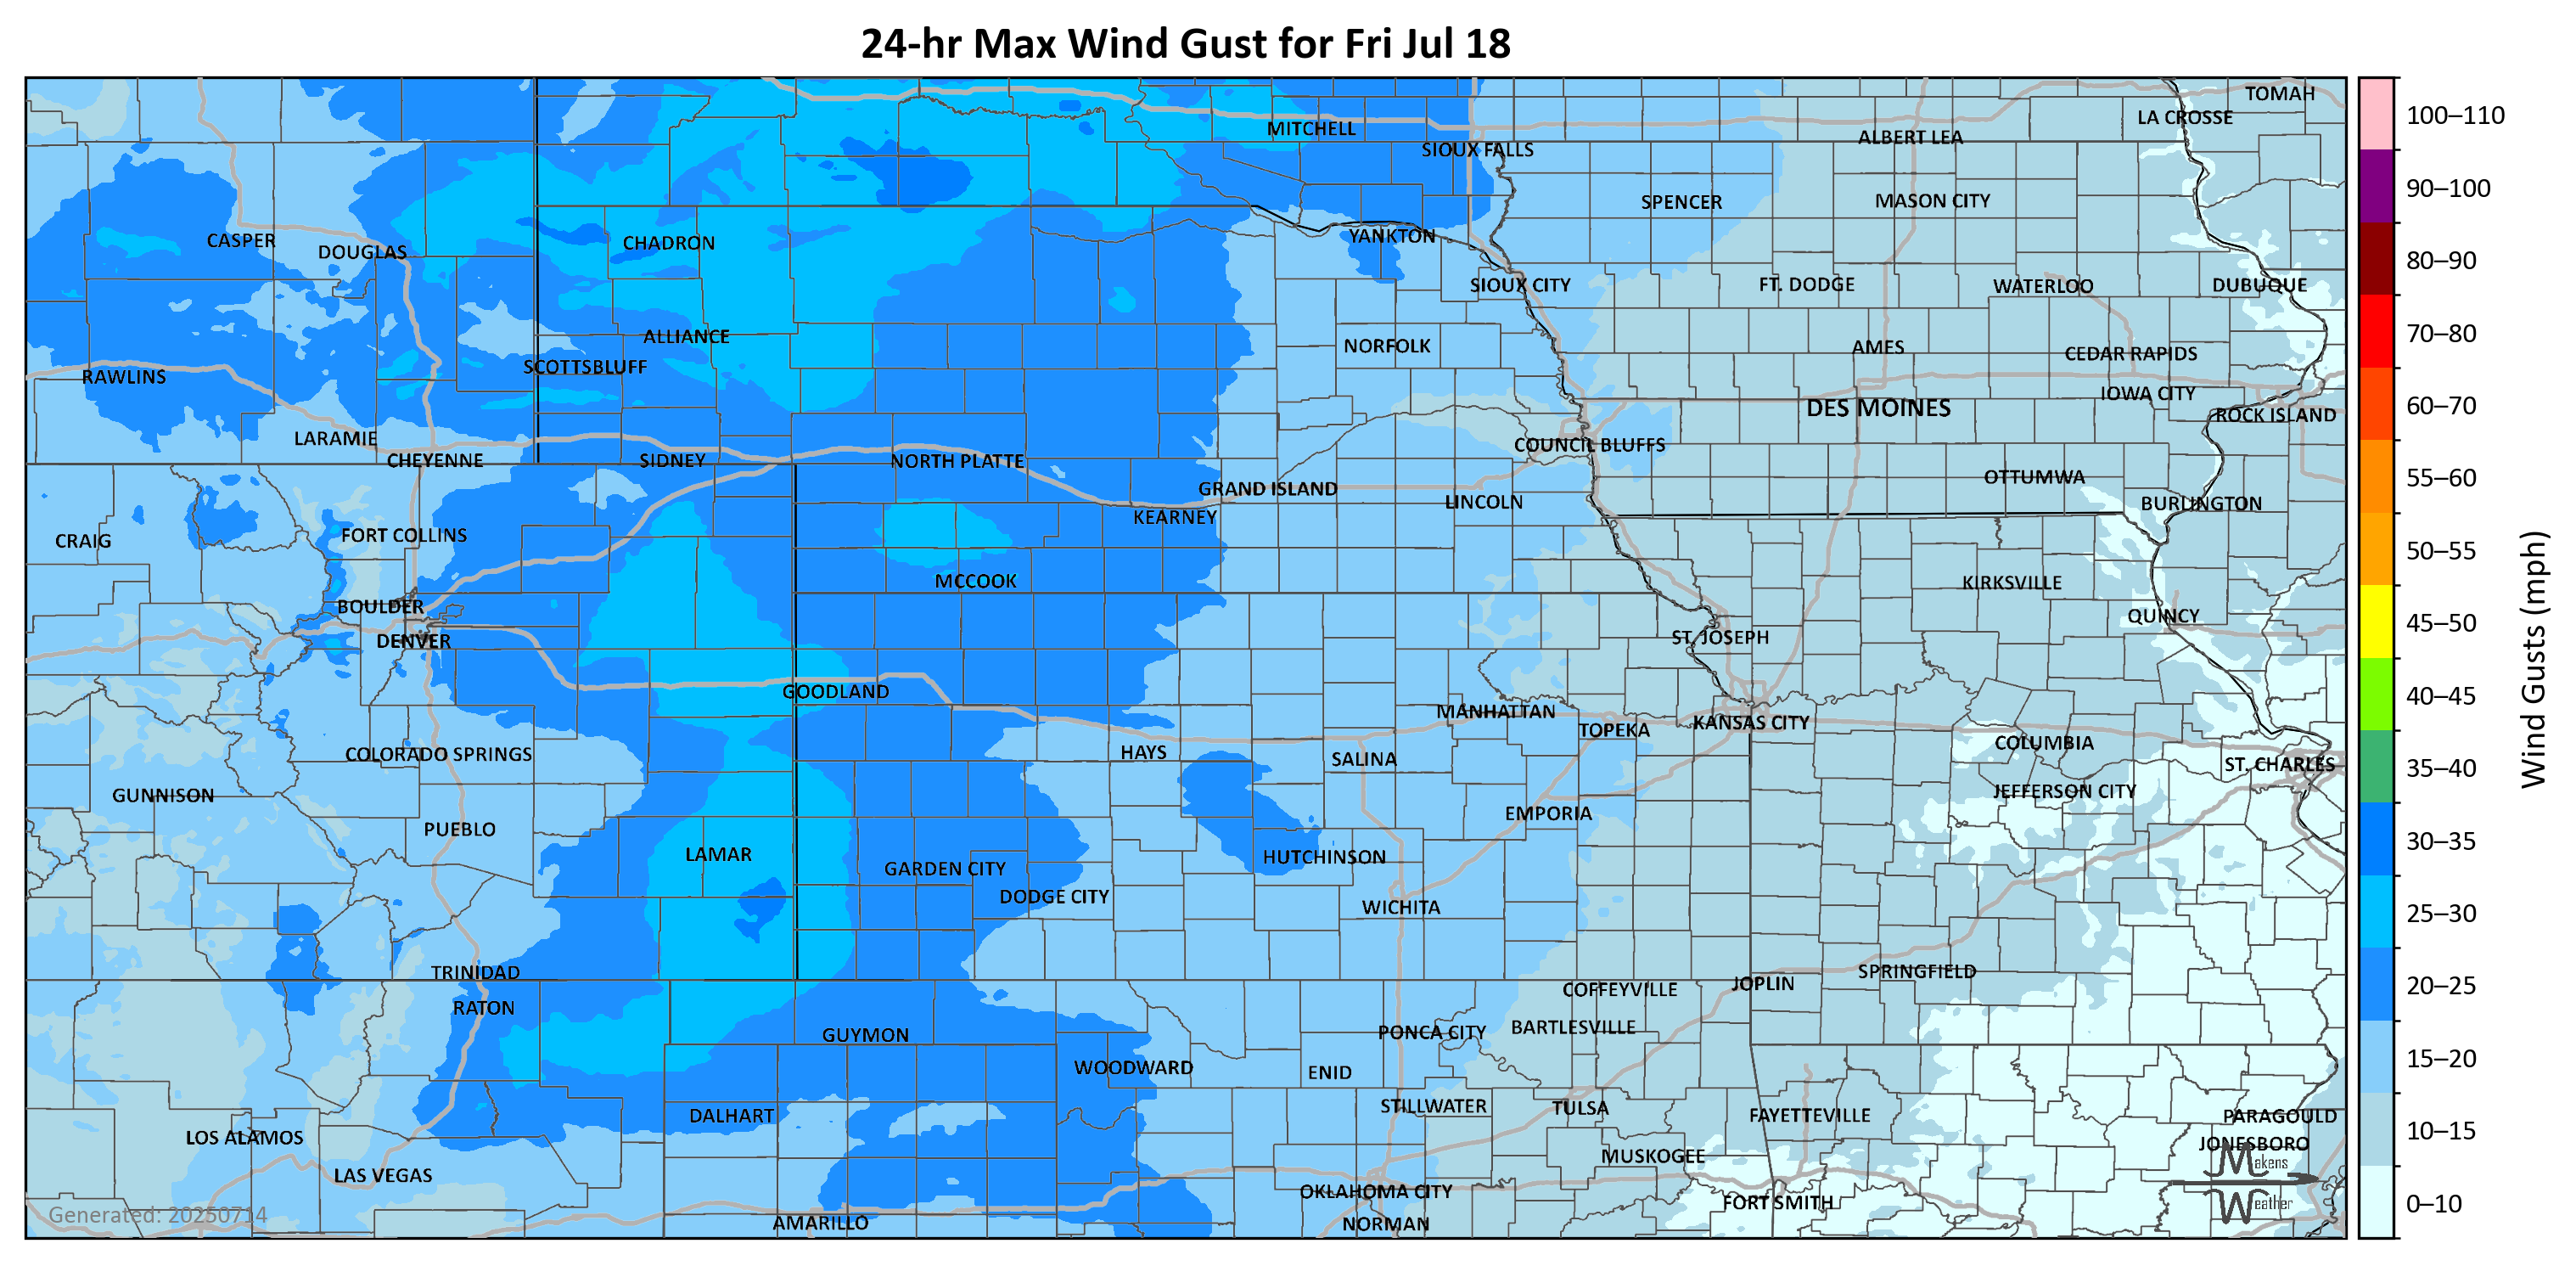 24-hr Max Wind Gust for Fri Jul 18
TOMAH
LA CROSSE
MITCHELL
ALBERT LEA
SIOUX FALLS
SPENCER
MASON CITY
CASPER
DOUGLAS
CHADRON
YANKTON
SIOUX CITY
FT. DODGE
WATERLOO
DUBUQUE
ALLIANCE
NORFOLK
AMES
CEDAR RAPIDS
SCOTTSBLUFF
RAWLINS
IOWA CITY
DES MOINES
ROCK ISLAND
LARAMIE
COUNCIL BLUFFS
CHEYENNE
SIDNEY
NORTH PLATTE
OTTUMWA
GRAND ISLAND
LINCOLN
BURLINGTON
KEARNEY
CRAIG
FORT COLLINS
MCCOOK
KIRKSVILLE
BOULDER
QUINCY
DENVER
ST. JOSEPH
GOODLAND
MANHATTAN
TOPEKA
KANSAS CITY
COLUMBIA
COLORADO SPRINGS
HAYS
SALINA
ST. CHARLES
GUNNISON
JEFFERSON CITY
EMPORIA
PUEBLO
LAMAR
HUTCHINSON
GARDEN CITY
DODGE CITY
WICHITA
TRINIDAD
SPRINGFIELD
JOPLIN
COFFEYVILLE
RATON
GUYMON
PONCA CITY
BARTLESVILLE
WOODWARD
ENID
STILLWATER
TULSA
DALHART
FAYETTEVILLE
PARAGOULD
LOS ALAMOS
JONESBORO
MUSKOGEE
LAS VEGAS
OKLAHOMA CITY
FORT SMITH
AMARILLO
NORMAN
Generated: 20250714
Makens
Weather
100–110
90–100
80–90
70–80
60–70
55–60
50–55
45–50
40–45
35–40
30–35
25–30
20–25
15–20
10–15
0–10
Wind Gusts (mph)